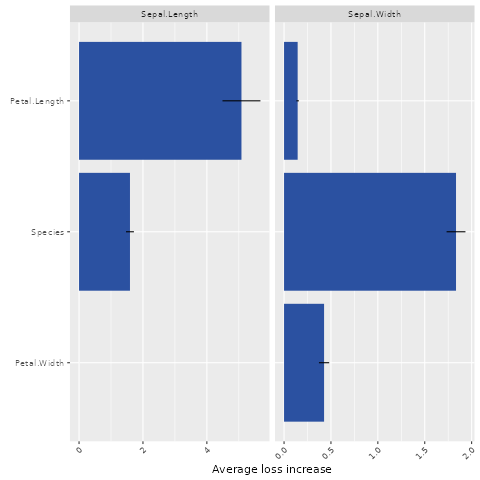 Sepal.Length
Sepal.Width
Petal.Length
Species
Petal.Width
0 2 4
0.0 0.5 1.0 1.5 2.0
Average loss increase